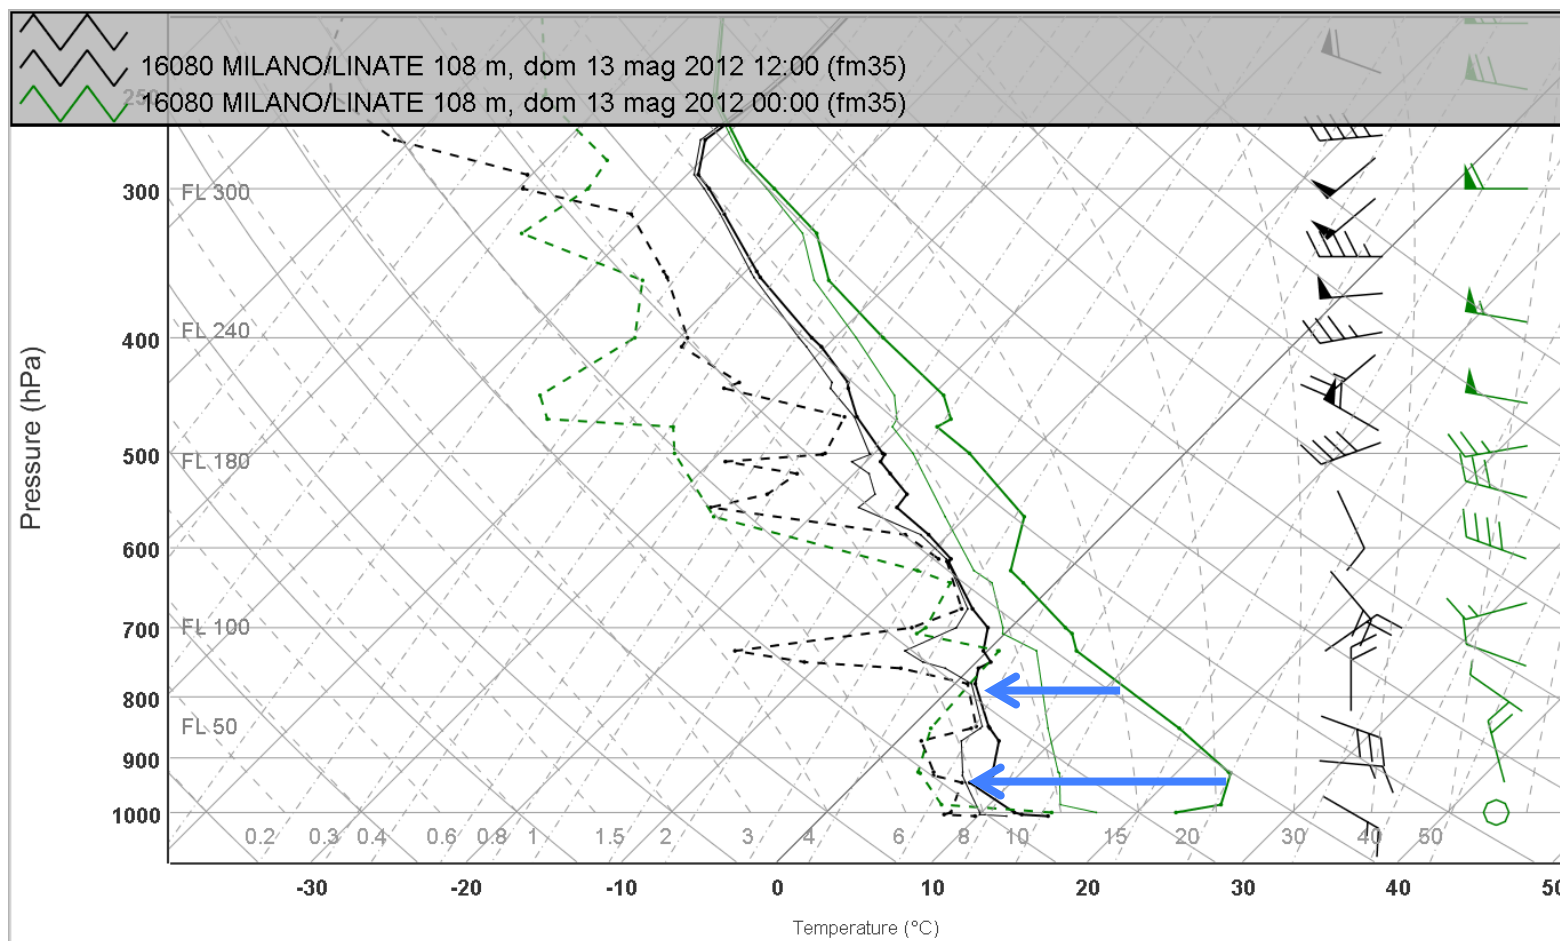 16080 MILANO/LINATE 108 m, dom 13 mag 2012 12:00 (fm35)
16080 MILANO/LINATE 108 m, dom 13 mag 2012 00:00 (fm35)
250
300 FL 300
400 FL 240
500 FL 180
600
700 FL 100
800
FL 50
900
1000
Pressure (hPa)
0.2 0.3 0.4 0.6 0.8 1 1.5 2 3 4 6 8 10 15 20 30 40 50
-30 -20 -10 0 10 20 30 40 50
Temperature (°C)